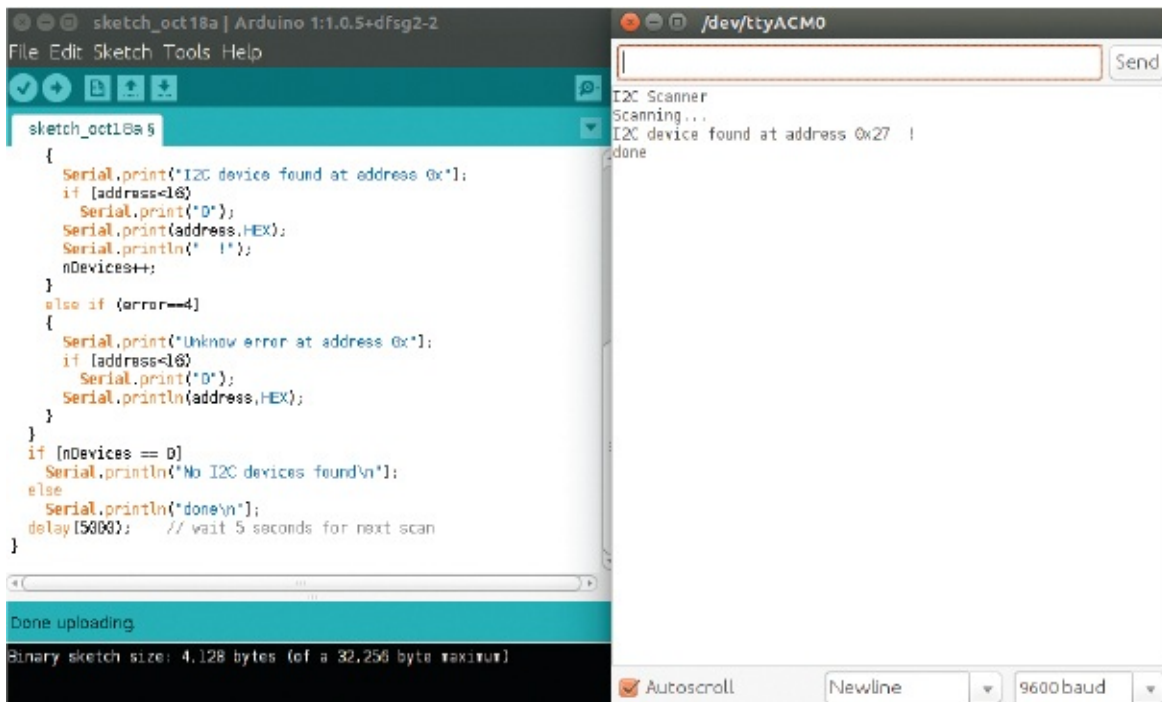 sketch_oct18a | Arduino 1:1.0.5+dfsg2-2
File Edit Sketch Tools Help
sketch_oct18a §
{
Serial.print("I2C device found at address 0x");
if (address<16)
Serial.print("0");
Serial.print(address,HEX);
Serial.println("  !");
nDevices++;
}
else if (error==4)
{
Serial.print("Unknow error at address 0x");
if (address<16)
Serial.print("0");
Serial.println(address,HEX);
}
}
if (nDevices == 0)
Serial.println("No I2C devices found\n");
else
Serial.println("done\n");
delay(5000);    // wait 5 seconds for next scan
}
Done uploading.
Binary sketch size: 4,128 bytes (of a 32,256 byte maximum)
/dev/ttyACM0
Send
I2C Scanner
Scanning...
I2C device found at address 0x27  !
done
Autoscroll
Newline
9600 baud